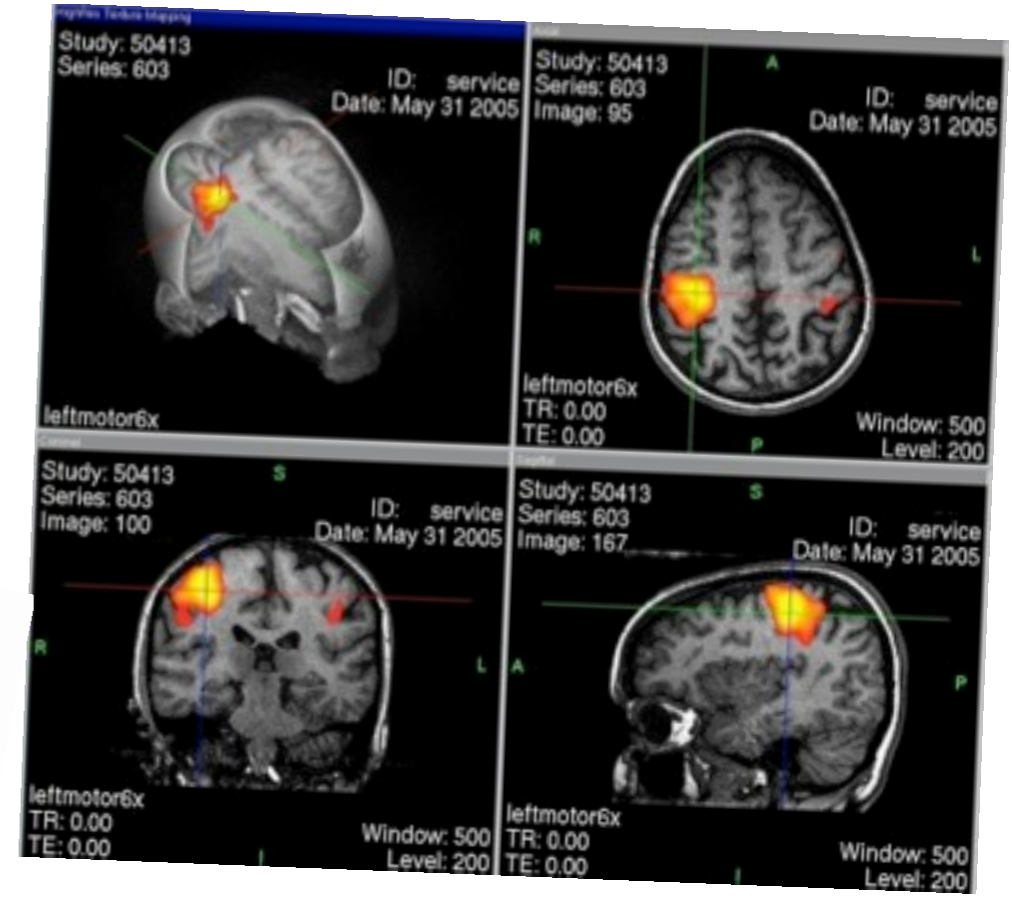 Study: 50413
Series: 603
ID: service
Date: May 31 2005
leftmotor6x
Axial
Study: 50413
Series: 603
Image: 95
A
ID: service
Date: May 31 2005
R
L
leftmotor6x
TR: 0.00
TE: 0.00
P
Window: 500
Level: 200
Coronal
Study: 50413
Series: 603
Image: 100
S
ID: service
Date: May 31 2005
R
L
leftmotor6x
TR: 0.00
TE: 0.00
I
Window: 500
Level: 200
Sagittal
Study: 50413
Series: 603
Image: 167
S
ID: service
Date: May 31 2005
A
P
leftmotor6x
TR: 0.00
TE: 0.00
I
Window: 500
Level: 200